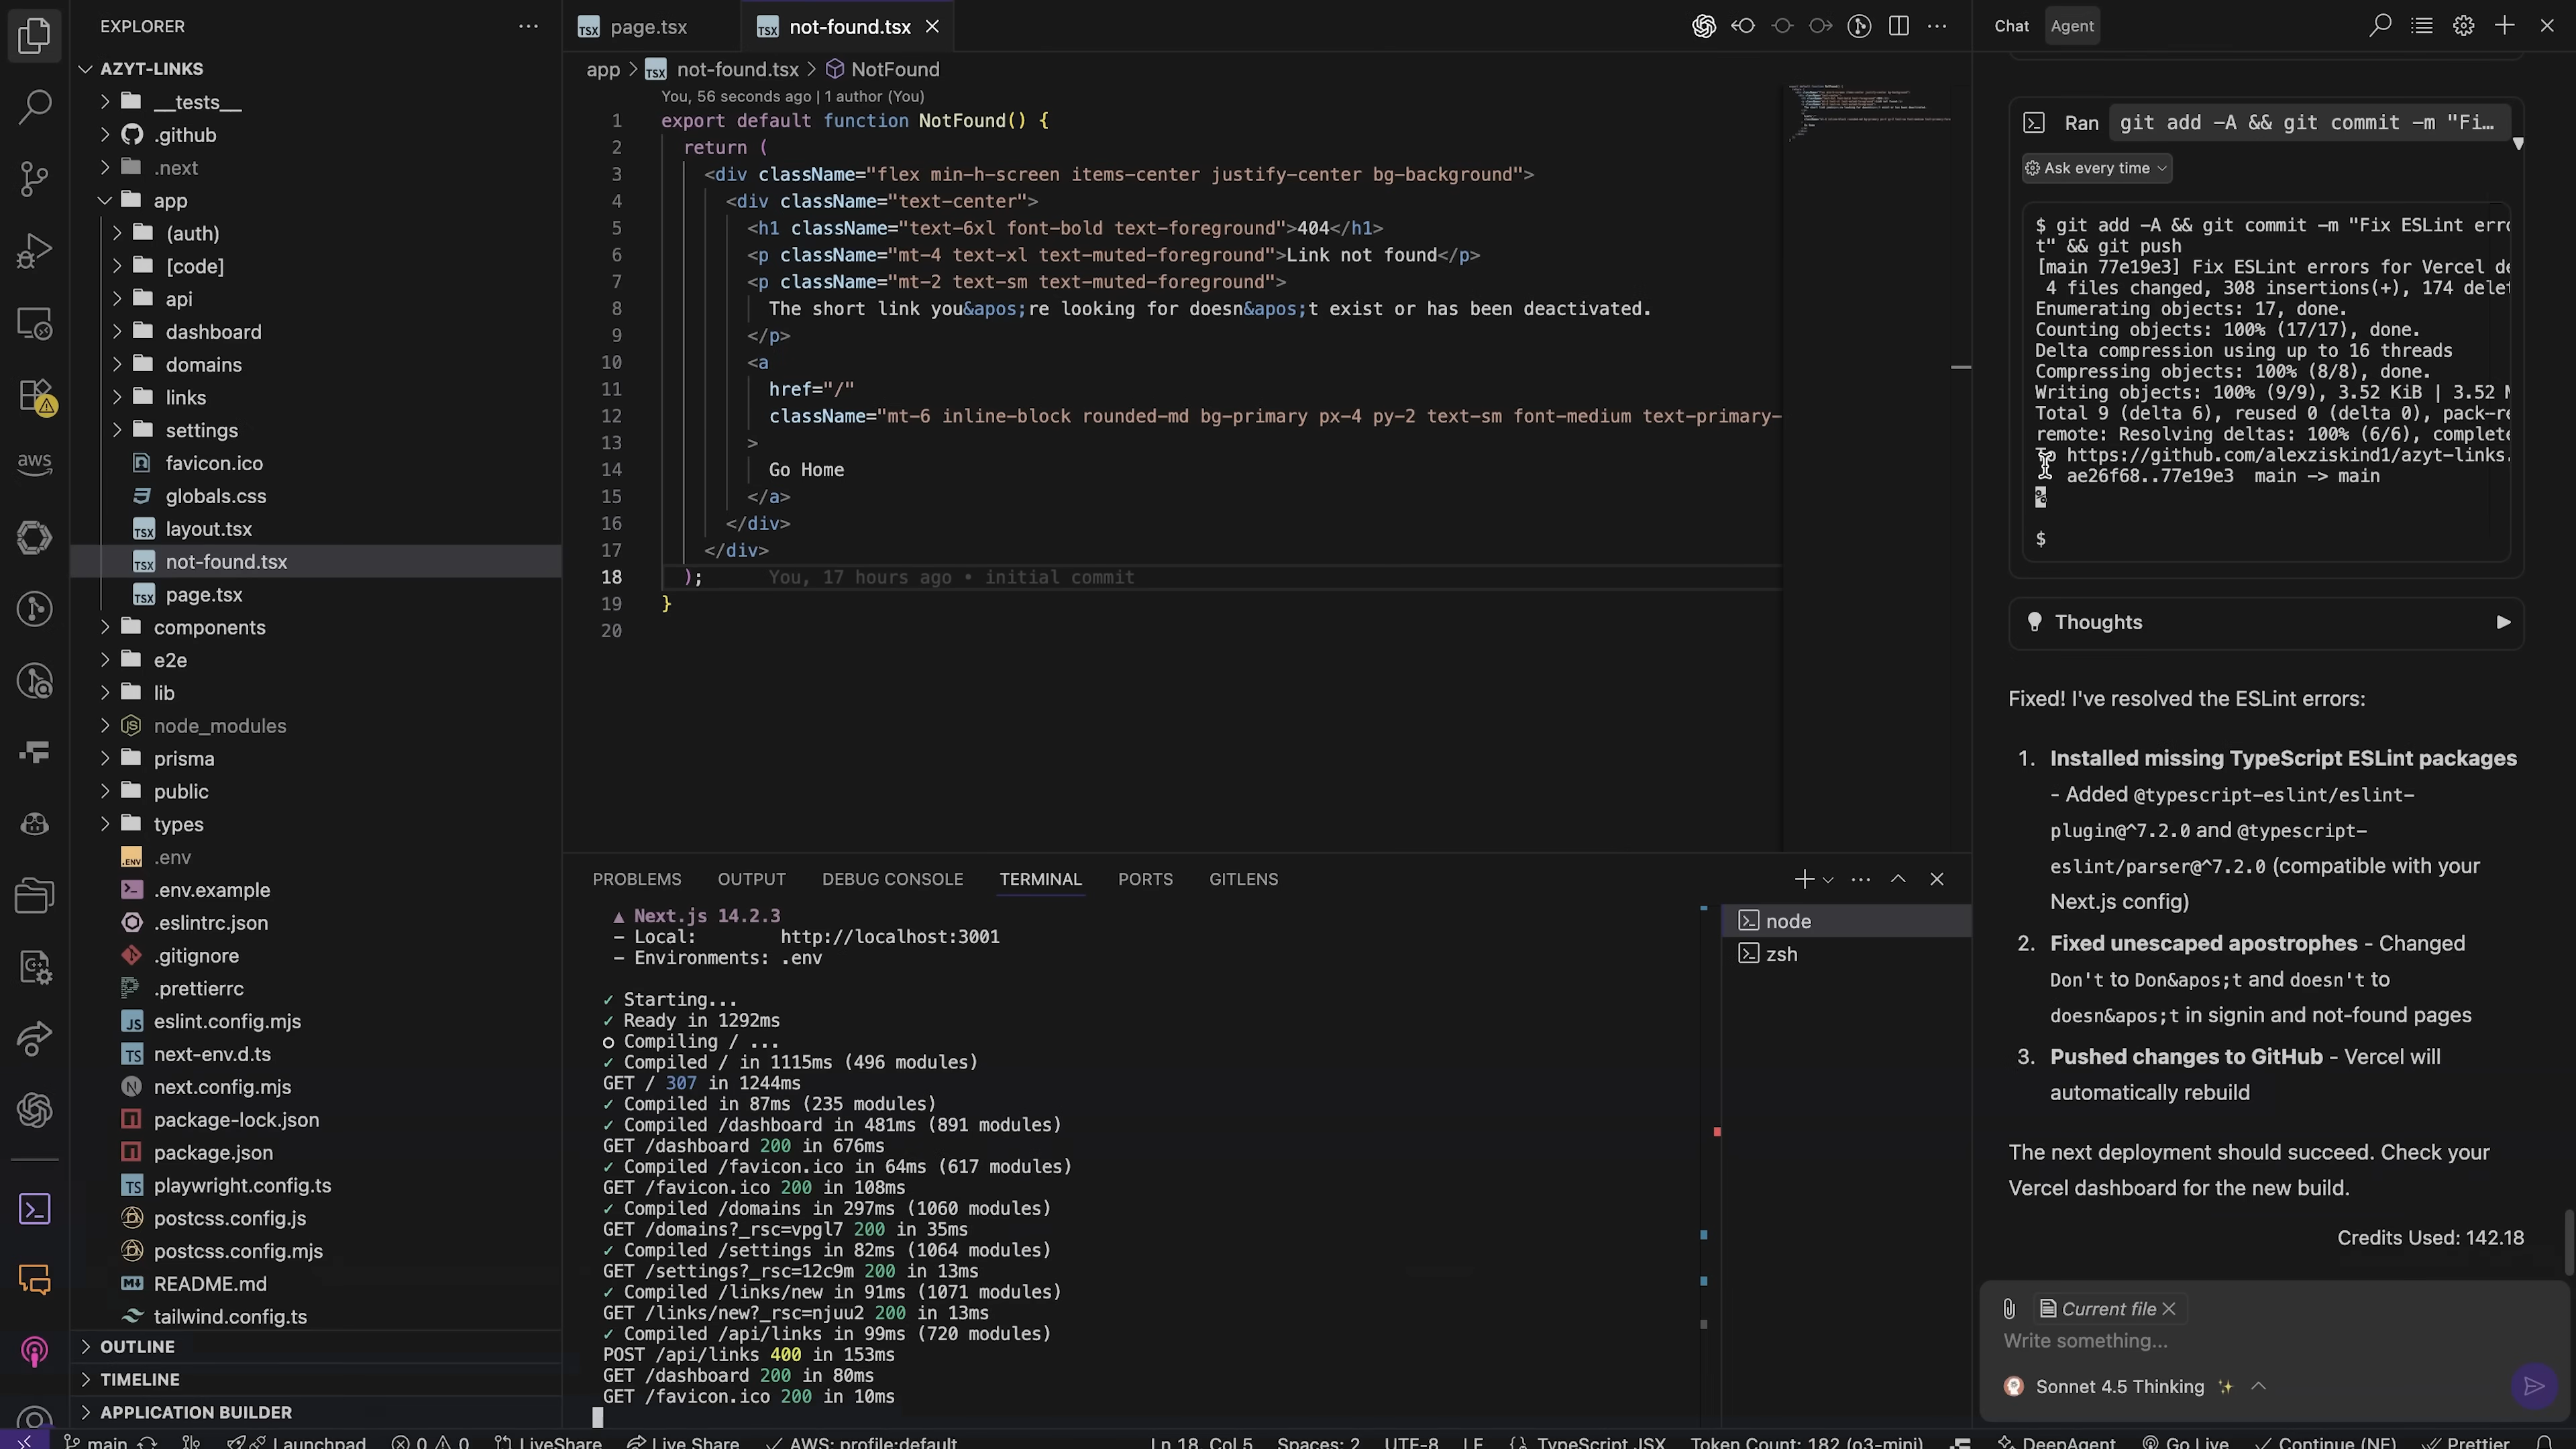 EXPLORER
AZYT-LINKS
__tests__
.github
.next
app
(auth)
[code]
api
dashboard
domains
links
settings
favicon.ico
globals.css
layout.tsx
not-found.tsx
page.tsx
components
e2e
lib
node_modules
prisma
public
types
.env
.env.example
.eslintrc.json
.gitignore
.prettierrc
eslint.config.mjs
next-env.d.ts
next.config.mjs
package-lock.json
package.json
playwright.config.ts
postcss.config.js
postcss.config.mjs
README.md
tailwind.config.ts
OUTLINE
TIMELINE
APPLICATION BUILDER
aws
page.tsx
not-found.tsx
app > not-found.tsx > NotFound
You, 56 seconds ago | 1 author (You)
1 export default function NotFound() {
2 return (
3 <div className="flex min-h-screen items-center justify-center bg-background">
4 <div className="text-center">
5 <h1 className="text-6xl font-bold text-foreground">404</h1>
6 <p className="mt-4 text-xl text-muted-foreground">Link not found</p>
7 <p className="mt-2 text-sm text-muted-foreground">
8 The short link you&apos;re looking for doesn&apos;t exist or has been deactivated.
9 </p>
10 <a
11 href="/"
12 className="mt-6 inline-block rounded-md bg-primary px-4 py-2 text-sm font-medium text-primary-
13 >
14 Go Home
15 </a>
16 </div>
17 </div>
18 ); You, 17 hours ago • initial commit
19 }
20
PROBLEMS OUTPUT DEBUG CONSOLE TERMINAL PORTS GITLENS
▲ Next.js 14.2.3
- Local: http://localhost:3001
- Environments: .env
✓ Starting...
✓ Ready in 1292ms
○ Compiling / ...
✓ Compiled / in 1115ms (496 modules)
GET / 307 in 1244ms
✓ Compiled in 87ms (235 modules)
✓ Compiled /dashboard in 481ms (891 modules)
GET /dashboard 200 in 676ms
✓ Compiled /favicon.ico in 64ms (617 modules)
GET /favicon.ico 200 in 108ms
✓ Compiled /domains in 297ms (1060 modules)
GET /domains?_rsc=vpgl7 200 in 35ms
✓ Compiled /settings in 82ms (1064 modules)
GET /settings?_rsc=12c9m 200 in 13ms
✓ Compiled /links/new in 91ms (1071 modules)
GET /links/new?_rsc=njuu2 200 in 13ms
✓ Compiled /api/links in 99ms (720 modules)
POST /api/links 400 in 153ms
GET /dashboard 200 in 80ms
GET /favicon.ico 200 in 10ms
node
zsh
Chat Agent
Ran git add -A && git commit -m "Fi...
Ask every time
$ git add -A && git commit -m "Fix ESLint erro
t" && git push
[main 77e19e3] Fix ESLint errors for Vercel de
4 files changed, 308 insertions(+), 174 delet
Enumerating objects: 17, done.
Counting objects: 100% (17/17), done.
Delta compression using up to 16 threads
Compressing objects: 100% (8/8), done.
Writing objects: 100% (9/9), 3.52 KiB | 3.52 M
Total 9 (delta 6), reused 0 (delta 0), pack-re
remote: Resolving deltas: 100% (6/6), complete
To https://github.com/alexziskind1/azyt-links.
ae26f68..77e19e3 main -> main
%
$
Thoughts
Fixed! I've resolved the ESLint errors:
1. Installed missing TypeScript ESLint packages
- Added @typescript-eslint/eslint-
plugin@^7.2.0 and @typescript-
eslint/parser@^7.2.0 (compatible with your
Next.js config)
2. Fixed unescaped apostrophes - Changed
Don't to Don&apos;t and doesn't to
doesn&apos;t in signin and not-found pages
3. Pushed changes to GitHub - Vercel will
automatically rebuild
The next deployment should succeed. Check your
Vercel dashboard for the new build.
Credits Used: 142.18
Current file
Write something...
Sonnet 4.5 Thinking
main Launchpad 0 0 LiveShare Live Share AWS: profile:default Ln 18, Col 5 Spaces: 2 UTF-8 LF {} TypeScript JSX Token Count: 182 (o3-mini) DeepAgent Go Live Continue (NE) Prettier